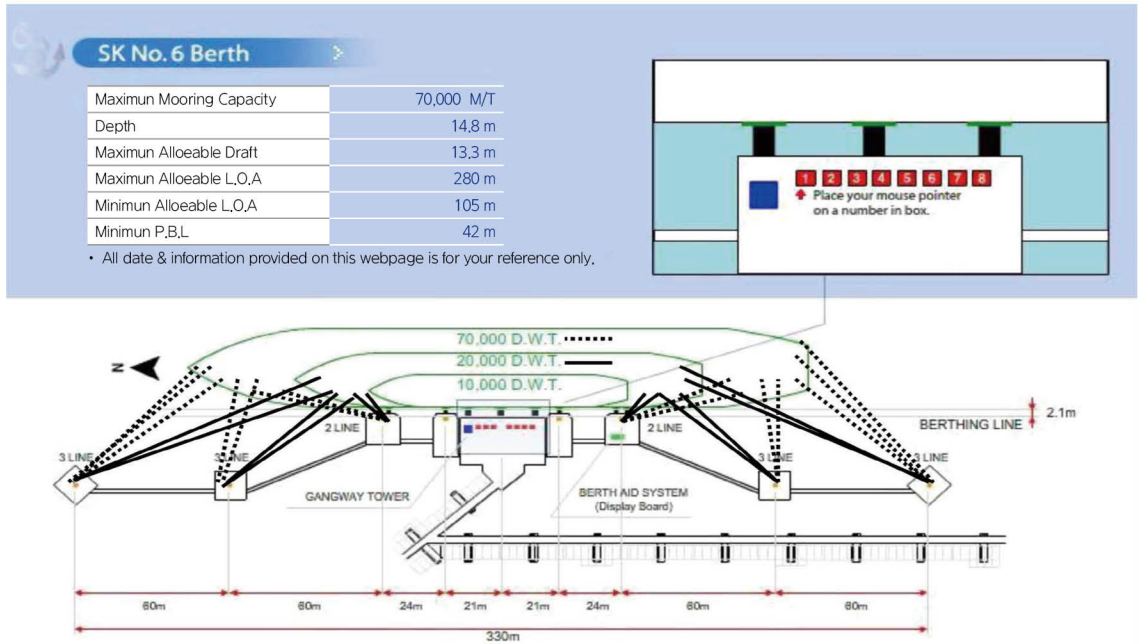 SK No. 6 Berth
Maximun Mooring Capacity 70,000 M/T
Depth 14.8 m
Maximun Alloeable Draft 13.3 m
Maximun Alloeable L.O.A 280 m
Minimun Alloeable L.O.A 105 m
Minimun P.B.L 42 m
• All date & information provided on this webpage is for your reference only.
1 2 3 4 5 6 7 8
Place your mouse pointer
on a number in box.
70,000 D.W.T.
20,000 D.W.T.
10,000 D.W.T.
N
2.1m
BERTHING LINE
2 LINE
2 LINE
3 LINE
3 LINE
3 LINE
3 LINE
GANGWAY TOWER
BERTH AID SYSTEM
(Display Board)
60m 60m 24m 21m 21m 24m 60m 60m
330m